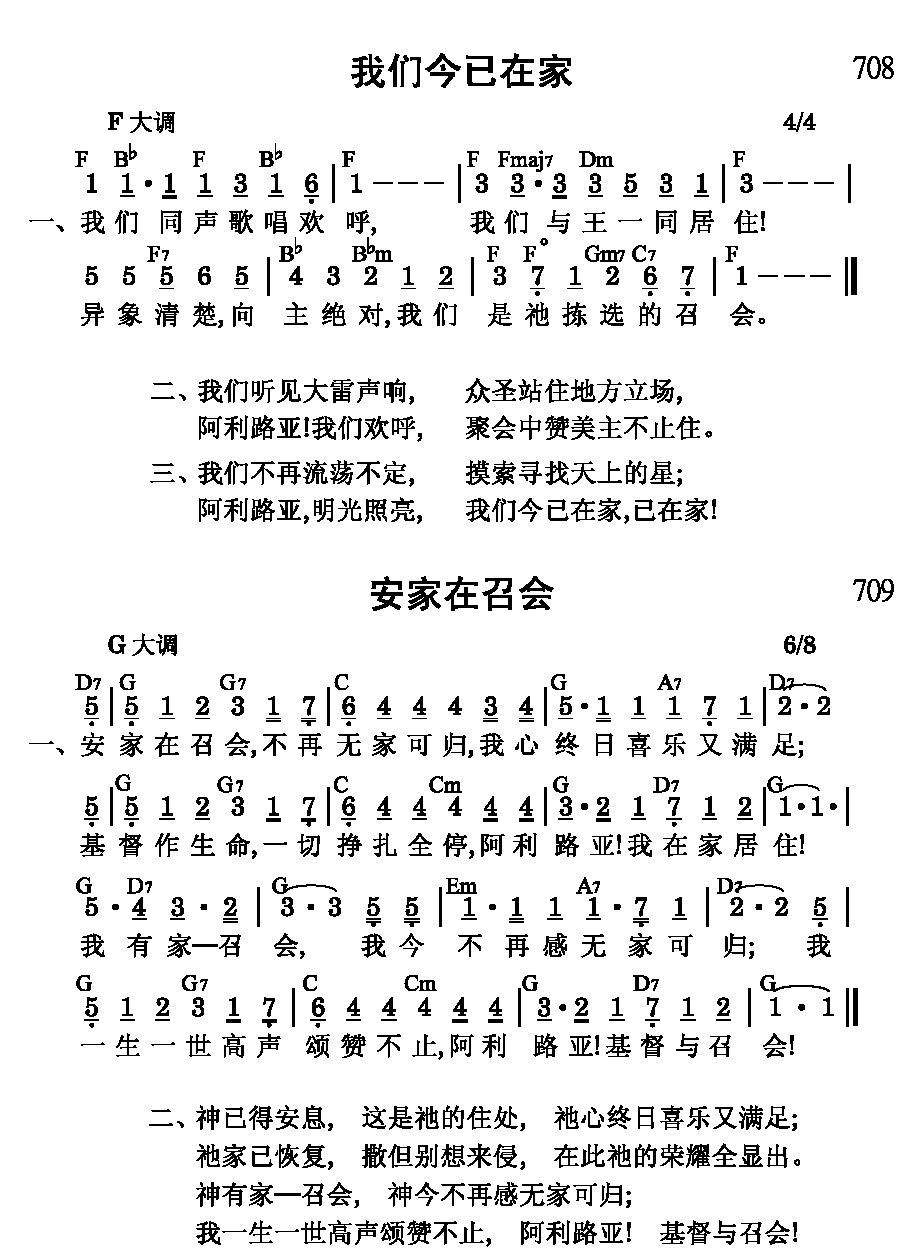 我们今已在家 708
F 大调 4/4
F B♭ F B♭ F F Fmaj7 Dm F
1 1·1 1 3 1 6 | 1 - - - | 3 3·3 3 5 3 1 | 3 - - - |
一、我们 同声歌唱欢 呼, 我们 与王一同居 住!
F7 B♭ B♭m F F° Gm7 C7 F
5 5 5 6 5 | 4 3 2 1 2 | 3 7 1 2 6 7 | 1 - - - ‖
异象清楚,向 主绝对,我们 是祂拣选的召 会。
二、我们听见大雷声响, 众圣站住地方立场,
阿利路亚!我们欢呼, 聚会中赞美主不止住。
三、我们不再流荡不定, 摸索寻找天上的星;
阿利路亚,明光照亮, 我们今已在家,已在家!
安家在召会 709
G 大调 6/8
D7 G G7 C G A7 D7
5 | 5 1 2 3 1 7 | 6 4 4 4 3 4 | 5·1 1 1 7 1 | 2·2
一、安家在召会,不再无家可归,我心终日喜乐又满足;
G G7 C Cm G D7 G
5 | 5 1 2 3 1 7 | 6 4 4 4 4 4 | 3·2 1 7 1 2 | 1·1·
基督作生命,一切挣扎全停,阿利路亚!我在家居住!
G D7 G Em A7 D7
5·4 3·2 | 3·3 5 5 | 1·1 1 1·7 1 | 2·2 5 |
我有家—召会, 我今不再感无家可归; 我
G G7 C Cm G D7 G
5 1 2 3 1 7 | 6 4 4 4 4 4 | 3·2 1 7 1 2 | 1·1 ‖
一生一世高声颂赞不止,阿利路亚!基督与召会!
二、神已得安息, 这是祂的住处, 祂心终日喜乐又满足;
祂家已恢复, 撒但别想来侵, 在此祂的荣耀全显出。
神有家—召会, 神今不再感无家可归;
我一生一世高声颂赞不止, 阿利路亚! 基督与召会!